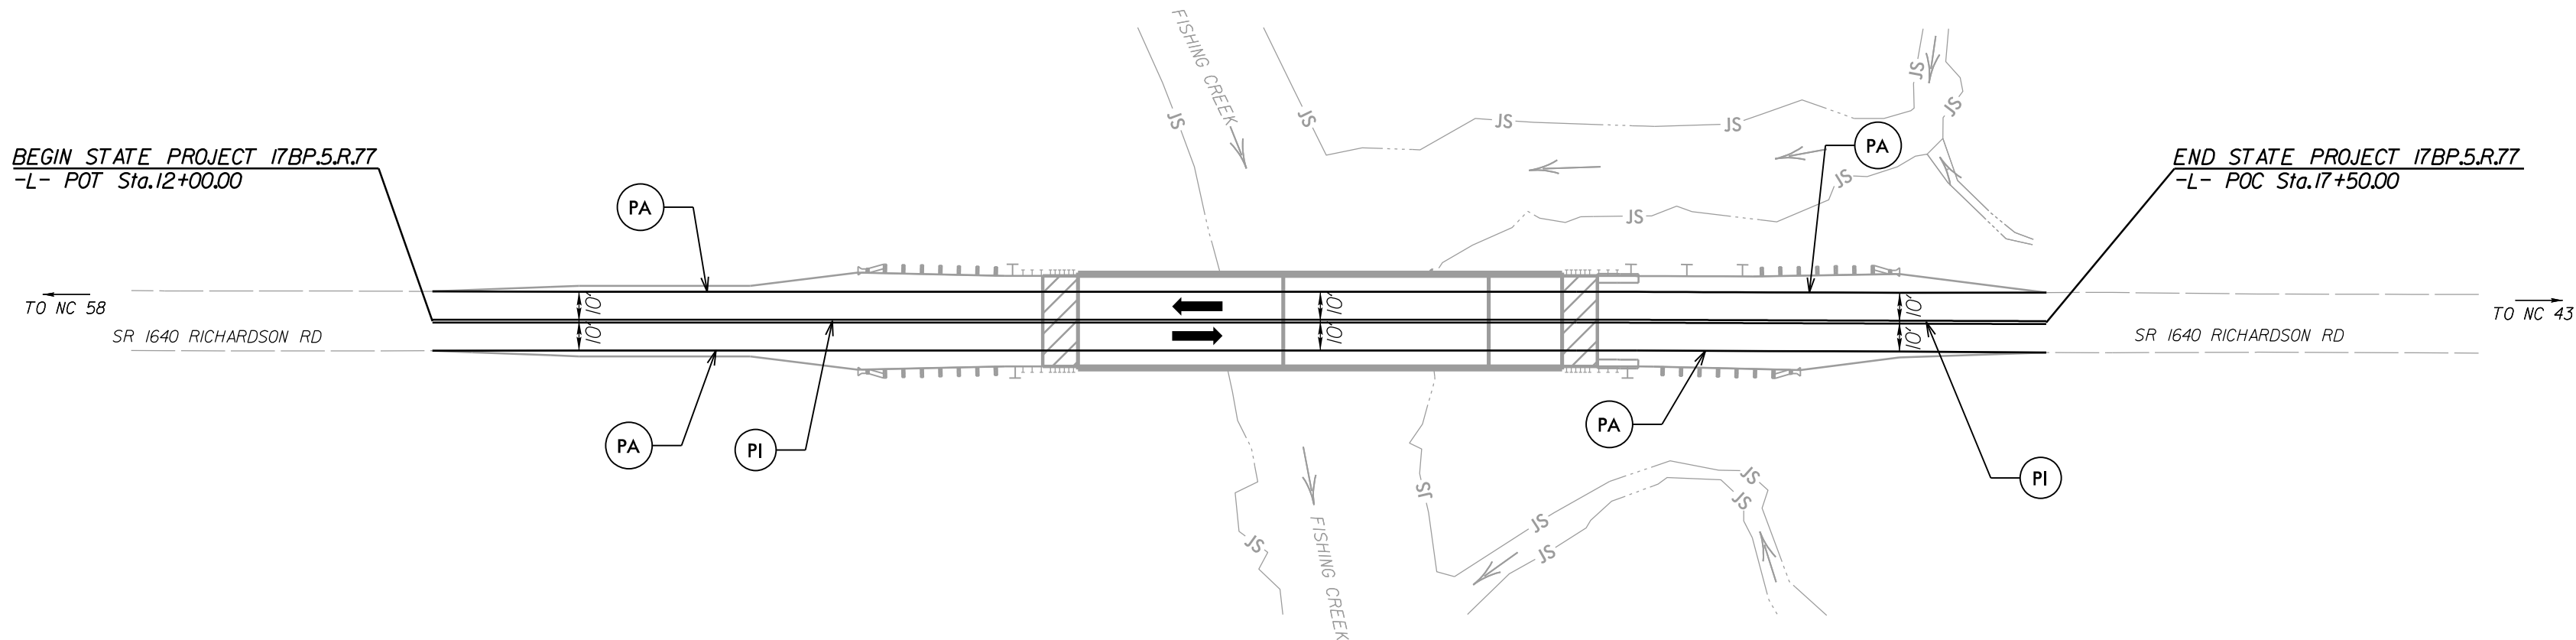 FISHING CREEK
JS
JS
JS
JS
JS
JS
JS
JS
BEGIN STATE PROJECT 17BP.5.R.77
-L- POT Sta.12+00.00
END STATE PROJECT 17BP.5.R.77
-L- POC Sta.17+50.00
PA
PA
TO NC 58
SR 1640 RICHARDSON RD
10'
10'
10'
10'
10'
10'
TO NC 43
SR 1640 RICHARDSON RD
PA
PI
PA
PI
JS
JS
JS
JS
JS
JS
FISHING CREEK